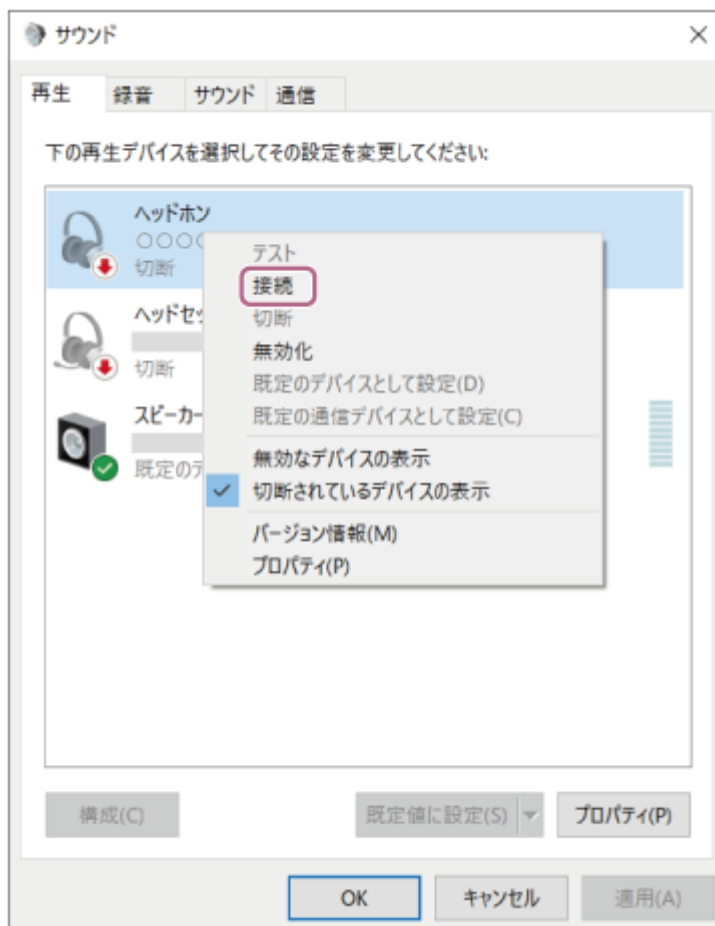 サウンド
再生 録音 サウンド 通信
下の再生デバイスを選択してその設定を変更してください:
ヘッドホン
○○○○
切断
テスト
接続
切断
無効化
既定のデバイスとして設定(D)
既定の通信デバイスとして設定(C)
無効なデバイスの表示
切断されているデバイスの表示
バージョン情報(M)
プロパティ(P)
ヘッドセッ
切断
スピーカー
既定のデ
構成(C) 既定値に設定(S) プロパティ(P)
OK キャンセル 適用(A)